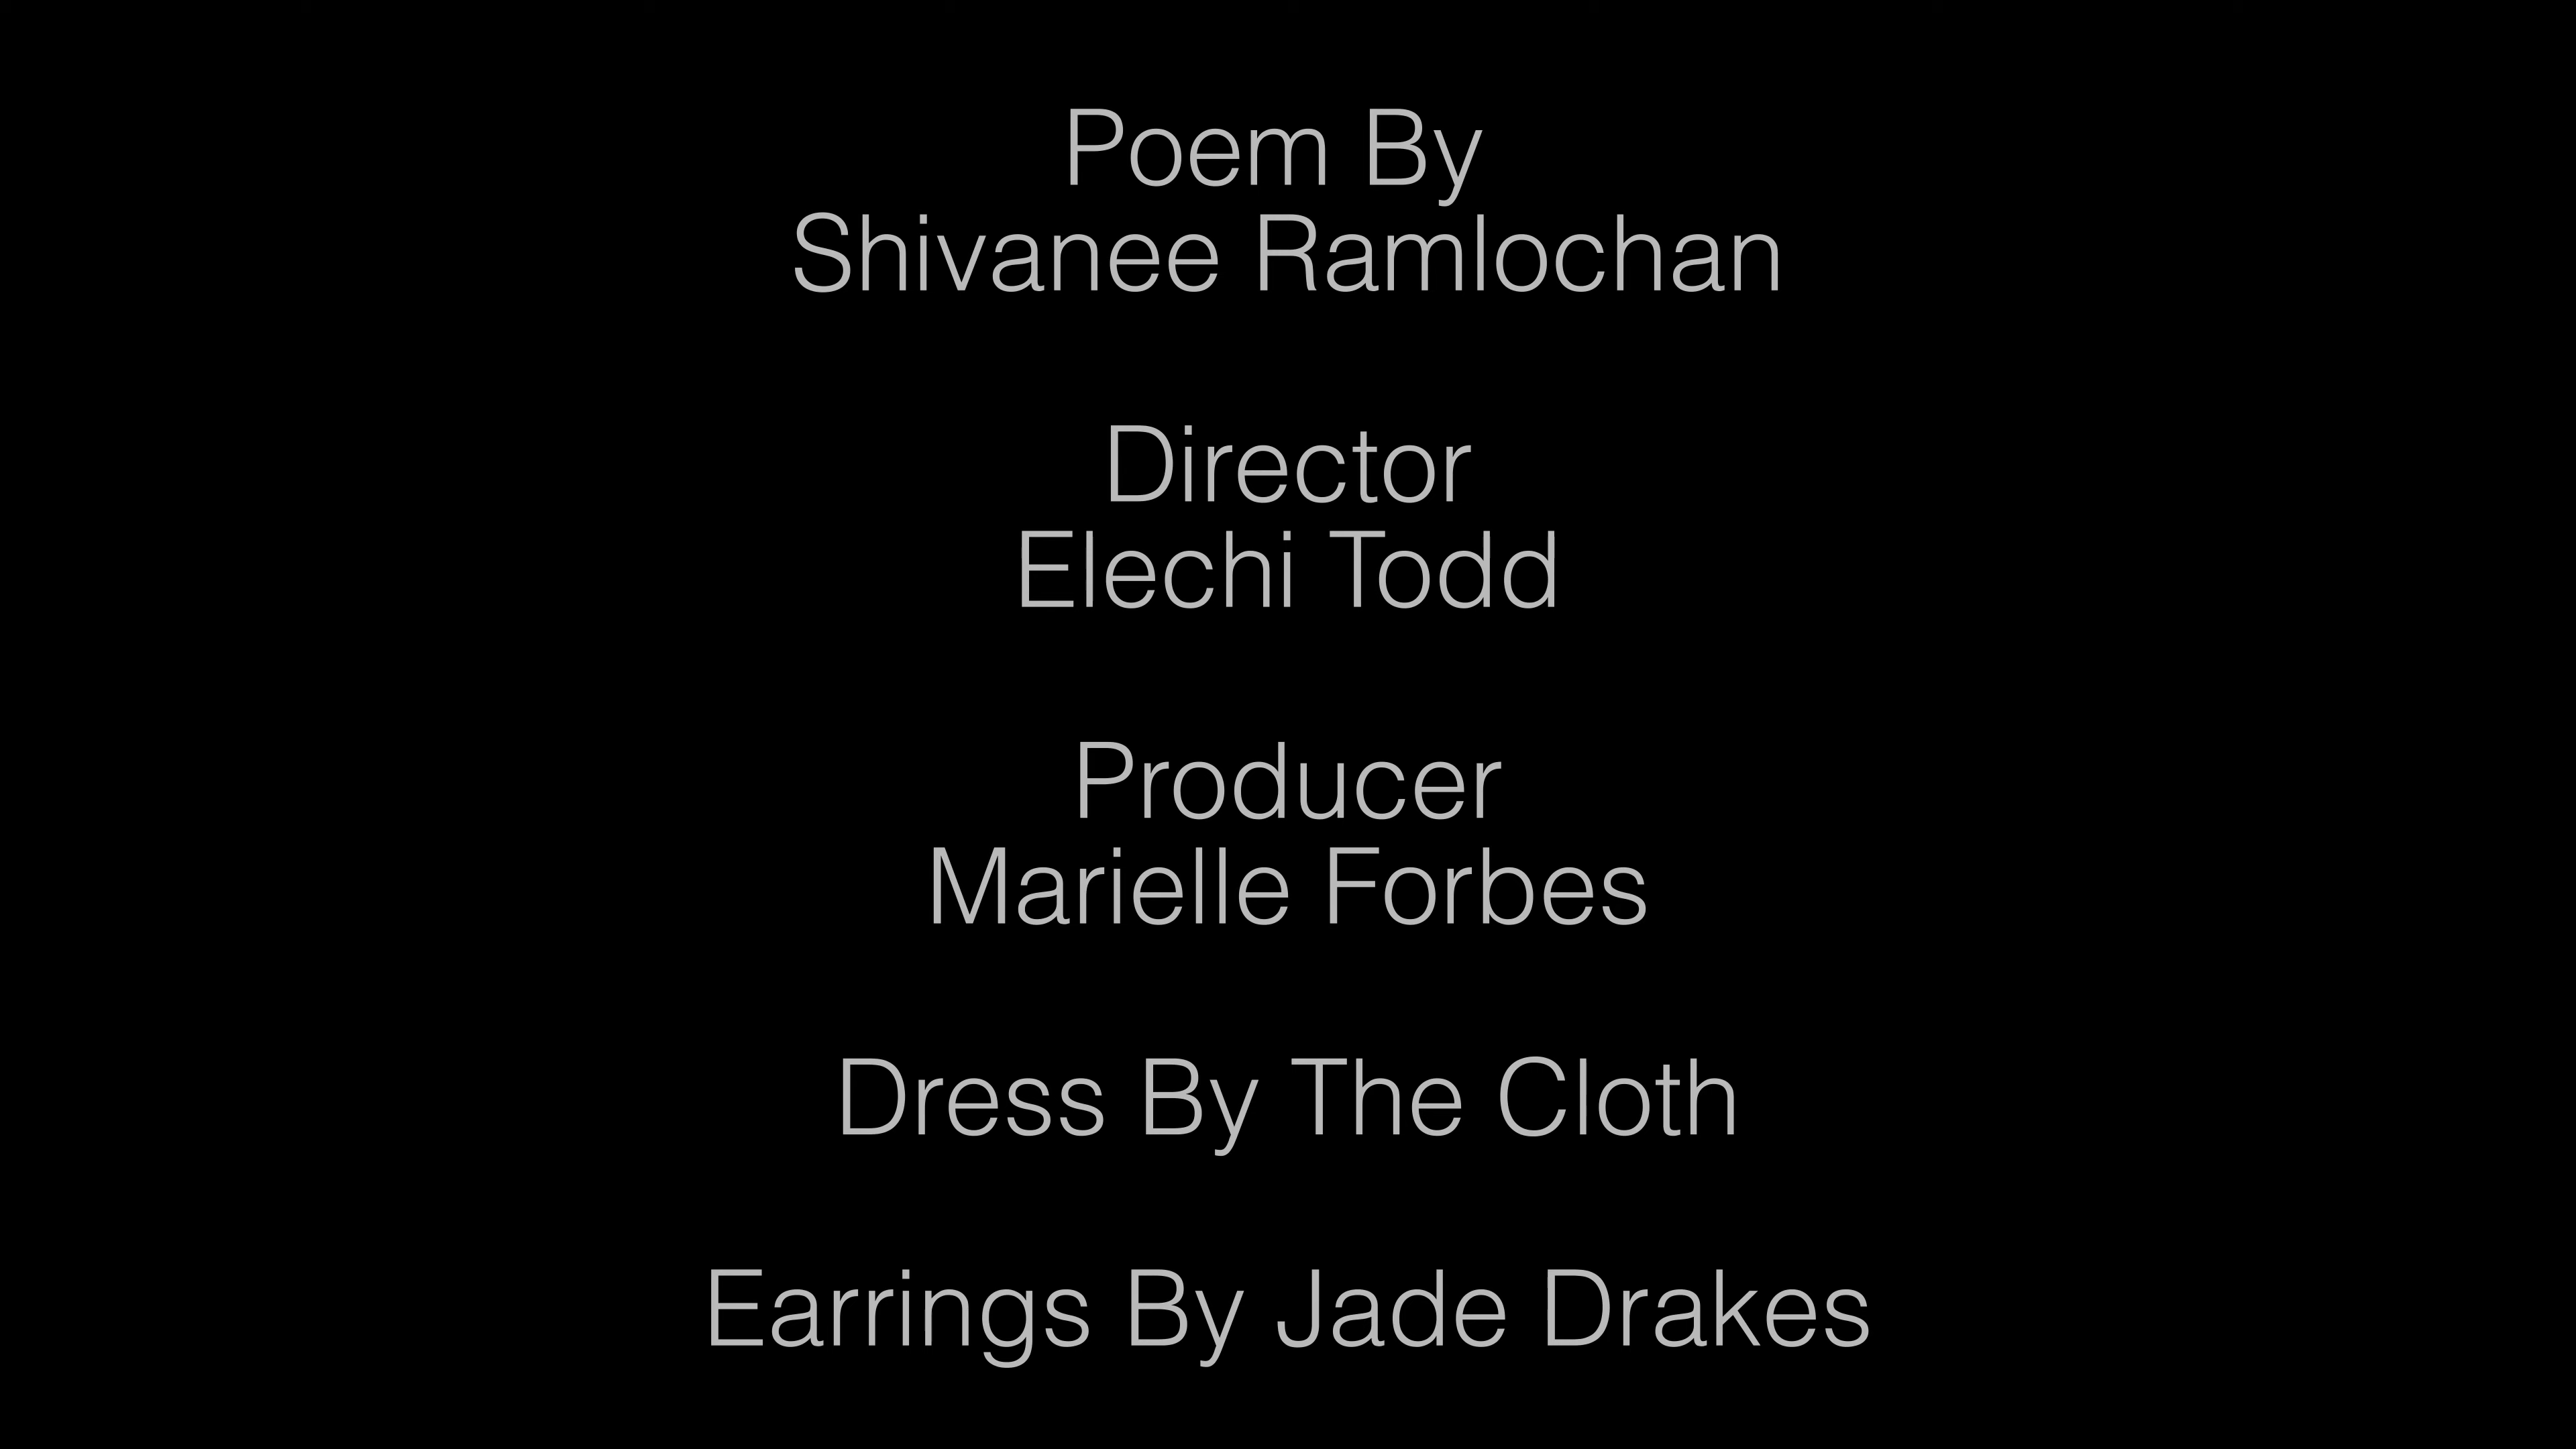 Poem By
Shivanee Ramlochan
Director
Elechi Todd
Producer
Marielle Forbes
Dress By The Cloth
Earrings By Jade Drakes